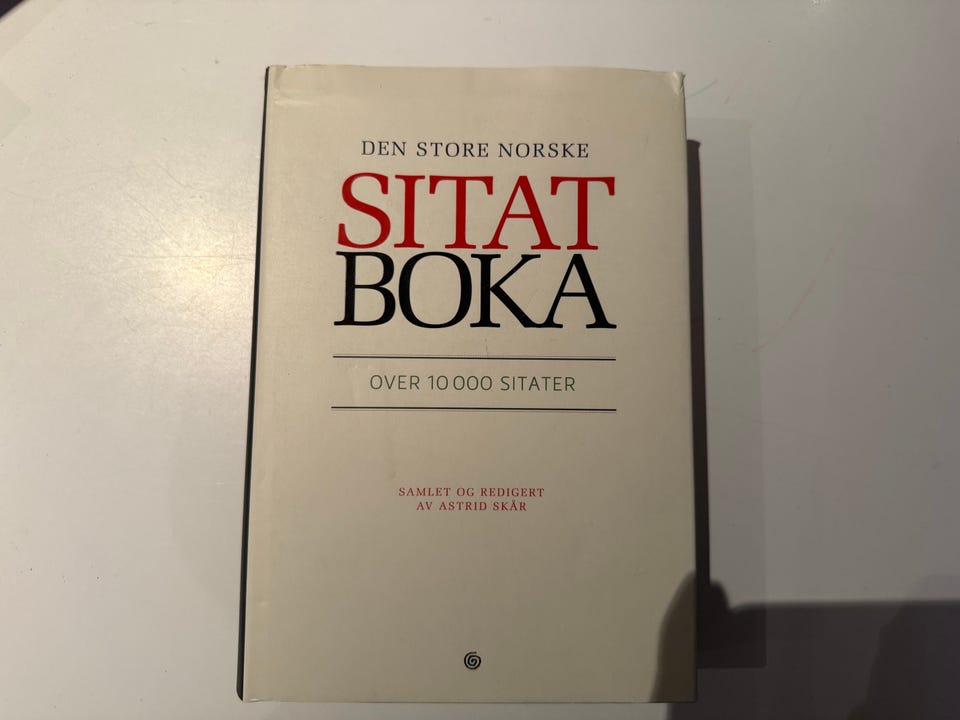 DEN STORE NORSKE
SITAT
BOKA
OVER 10 000 SITATER
SAMLET OG REDIGERT
AV ASTRID SKÅR